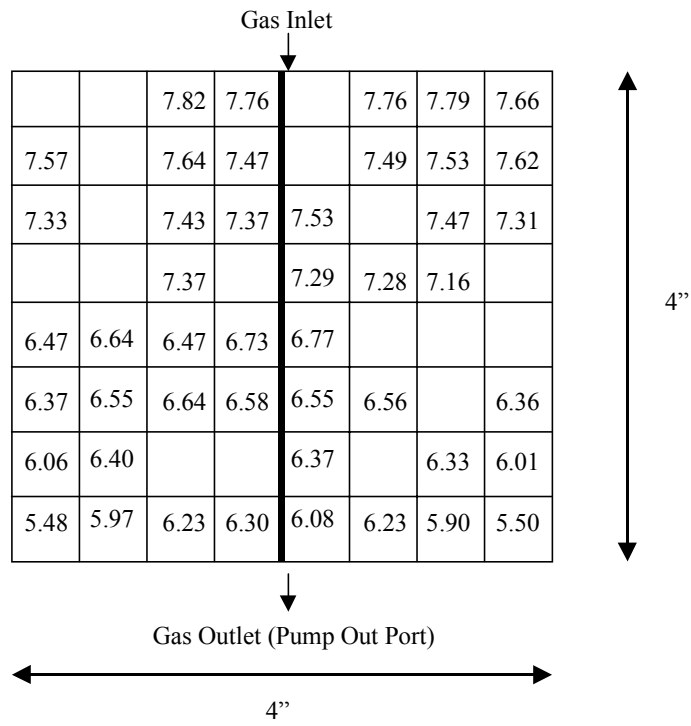 Gas Inlet
7.82 7.76 7.76 7.79 7.66
7.57 7.64 7.47 7.49 7.53 7.62
7.33 7.43 7.37 7.53 7.47 7.31
7.37 7.29 7.28 7.16
4”
6.47 6.64 6.47 6.73 6.77
6.37 6.55 6.64 6.58 6.55 6.56 6.36
6.06 6.40 6.37 6.33 6.01
5.48 5.97 6.23 6.30 6.08 6.23 5.90 5.50
Gas Outlet (Pump Out Port)
4”